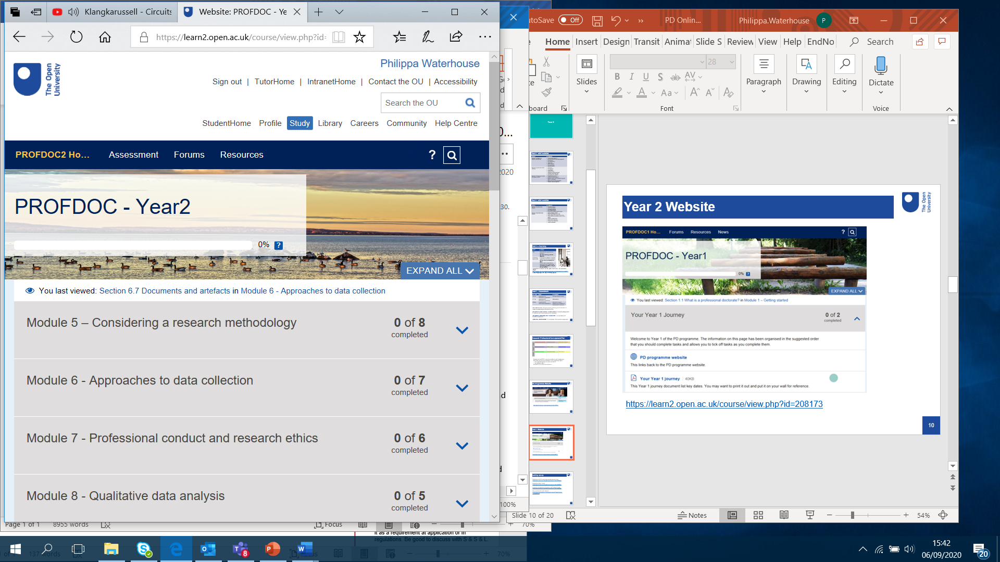 Klangkarussell - Circuits
Website: PROFDOC - Ye
https://learn2.open.ac.uk/course/view.php?id=
The Open
University
Philippa Waterhouse
Sign out | TutorHome | IntranetHome | Contact the OU | Accessibility
Search the OU
StudentHome Profile Study Library Careers Community Help Centre
PROFDOC2 Ho... Assessment Forums Resources ?
PROFDOC - Year2
0% ?
EXPAND ALL
You last viewed: Section 6.7 Documents and artefacts in Module 6 - Approaches to data collection
Module 5 – Considering a research methodology
0 of 8
completed
Module 6 - Approaches to data collection
0 of 7
completed
Module 7 - Professional conduct and research ethics
0 of 6
completed
Module 8 - Qualitative data analysis
0 of 5
completed
Page 1 of 1 8955 words
Focus
70%
it as a requirement at application or in
regulations. Be good to discuss with S & S & L.
137 words
70%
2020
30.
100%
utoSave Off
PD Onlin...
Philippa.Waterhouse P
Home Insert Design Transit Animat Slide S Review View Help EndNo Search
28
B I U S ab AV
A Aa A A
Slides
Paragraph
Drawing
Editing
Dictate
board
Font
Voice
Year 2
Year 2 Website
The Open
University
PROFDOC1 Ho... Forums Resources News ?
PROFDOC - Year1
0% ?
EXPAND ALL
You last viewed: Section 1.1 What is a professional doctorate? in Module 1 – Getting started
Your Year 1 Journey
0 of 2
completed
Welcome to Year 1 of the PD programme. The information on this page has been organised in the suggested order
that you should complete tasks and allows you to tick off tasks as you complete them.
PD programme website
This links back to the PD programme website.
Your Year 1 journey 40KB
This Year 1 journey document list key dates. You may want to print it out and put it on your wall for reference.
https://learn2.open.ac.uk/course/view.php?id=208173
10
Slide 10 of 20
Notes
54%
8
15:42
06/09/2020
20